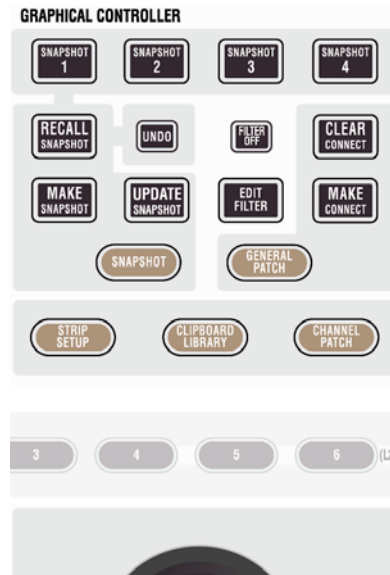 GRAPHICAL CONTROLLER
SNAPSHOT 1
SNAPSHOT 2
SNAPSHOT 3
SNAPSHOT 4
RECALL SNAPSHOT
UNDO
FILTER OFF
CLEAR CONNECT
MAKE SNAPSHOT
UPDATE SNAPSHOT
EDIT FILTER
MAKE CONNECT
SNAPSHOT
GENERAL PATCH
STRIP SETUP
CLIPBOARD LIBRARY
CHANNEL PATCH
3
4
5
6